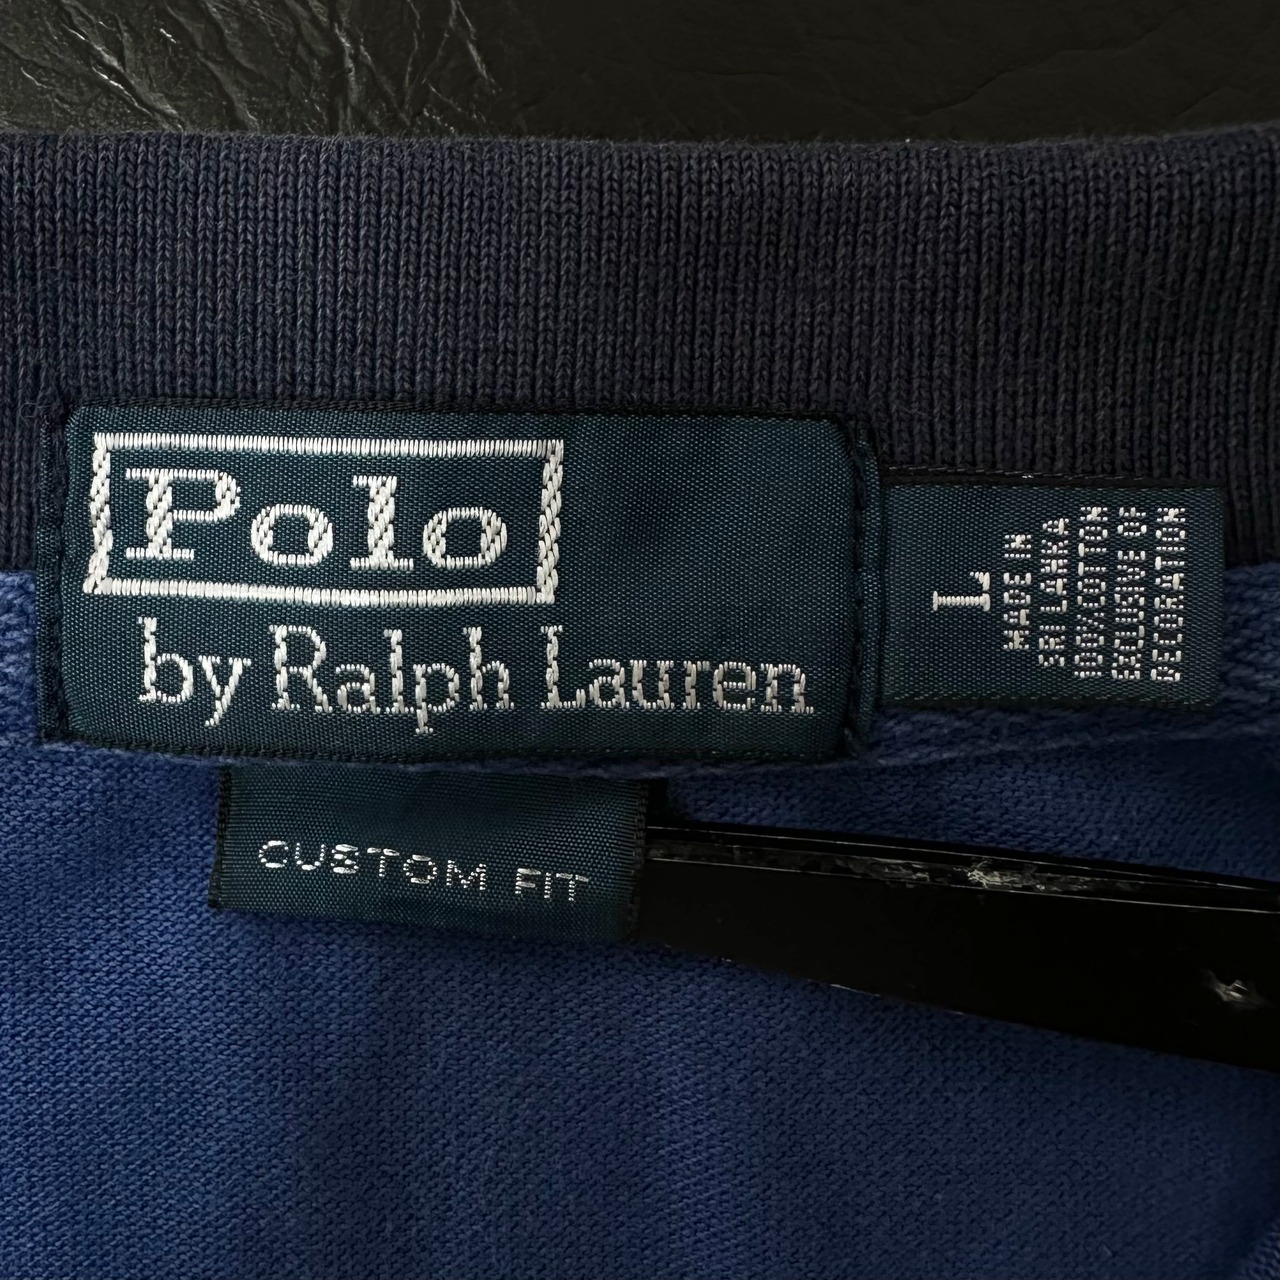 Polo
by Ralph Lauren
L
MADE IN
SRI LANKA
100%COTTON
EXCLUSIVE OF
DECORATION
CUSTOM FIT